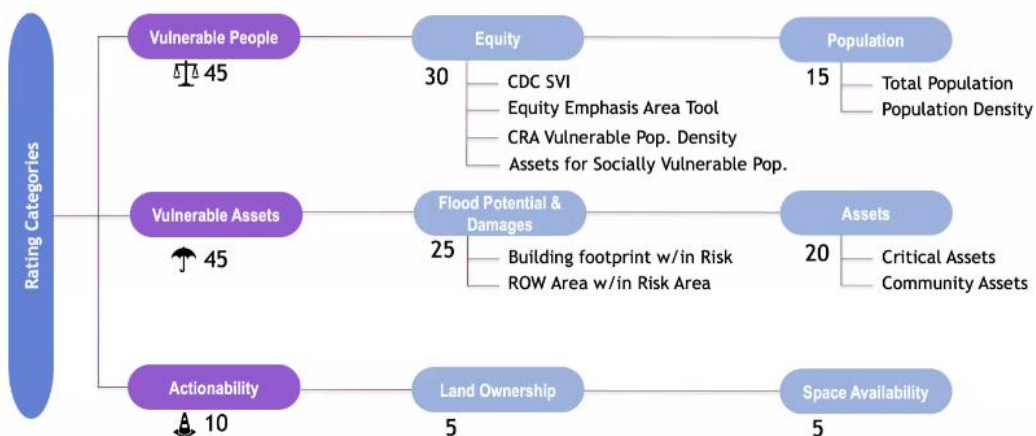 Rating Categories
Vulnerable People
45
Equity
30
CDC SVI
Equity Emphasis Area Tool
CRA Vulnerable Pop. Density
Assets for Socially Vulnerable Pop.
Population
15
Total Population
Population Density
Vulnerable Assets
45
Flood Potential &
Damages
25
Building footprint w/in Risk
ROW Area w/in Risk Area
Assets
20
Critical Assets
Community Assets
Actionability
10
Land Ownership
5
Space Availability
5